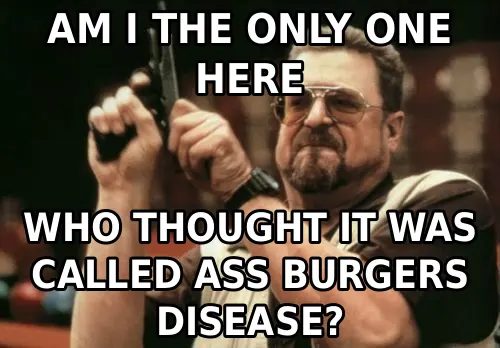 AM I THE ONLY ONE
HERE
WHO THOUGHT IT WAS
CALLED ASS BURGERS
DISEASE?